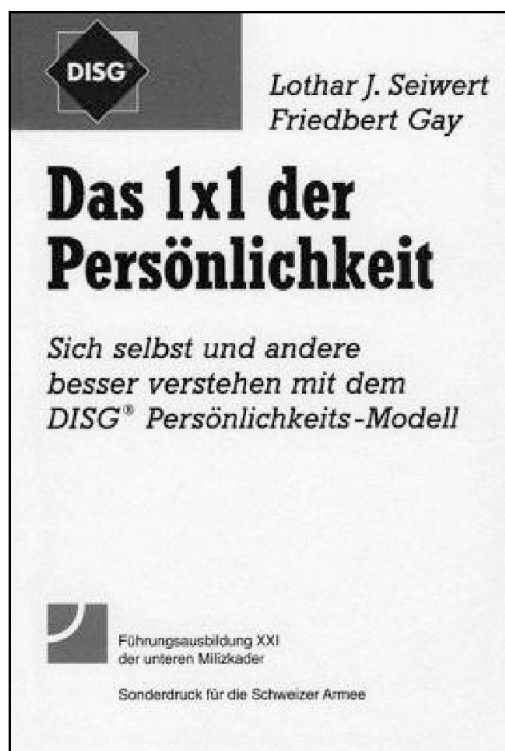 DISG®
Lothar J. Seiwert
Friedbert Gay
Das 1x1 der
Persönlichkeit
Sich selbst und andere
besser verstehen mit dem
DISG® Persönlichkeits-Modell
Führungsausbildung XXI
der unteren Milizkader
Sonderdruck für die Schweizer Armee